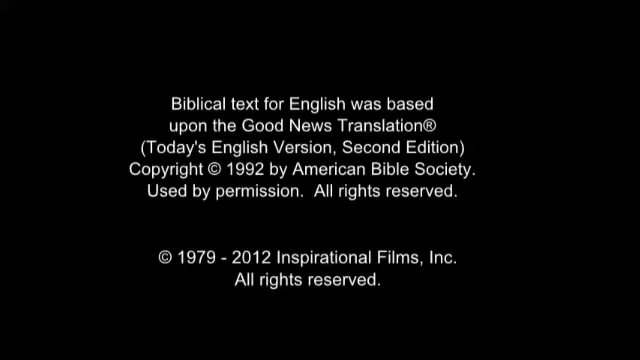 Biblical text for English was based
upon the Good News Translation®
(Today's English Version, Second Edition)
Copyright © 1992 by American Bible Society.
Used by permission.  All rights reserved.
© 1979 - 2012 Inspirational Films, Inc.
All rights reserved.